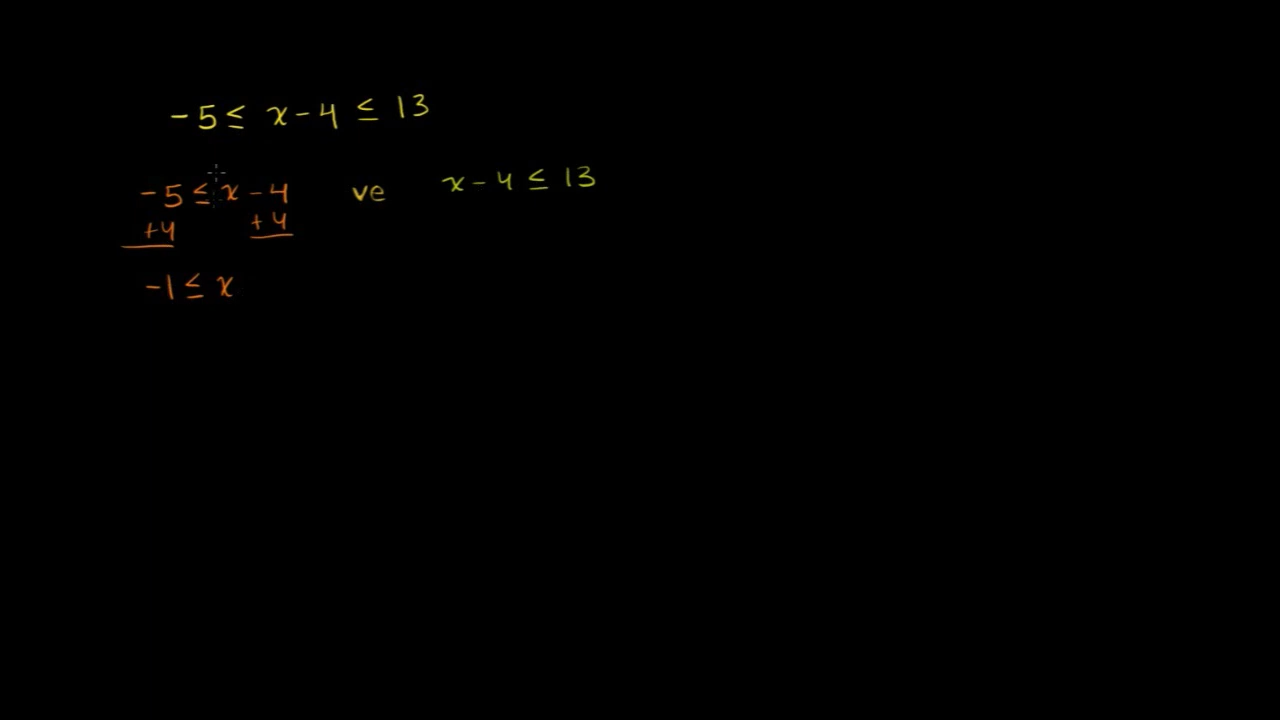 -5 ≤ x - 4 ≤ 13
-5 ≤ x - 4 ve x - 4 ≤ 13
+4 +4
-1 ≤ x